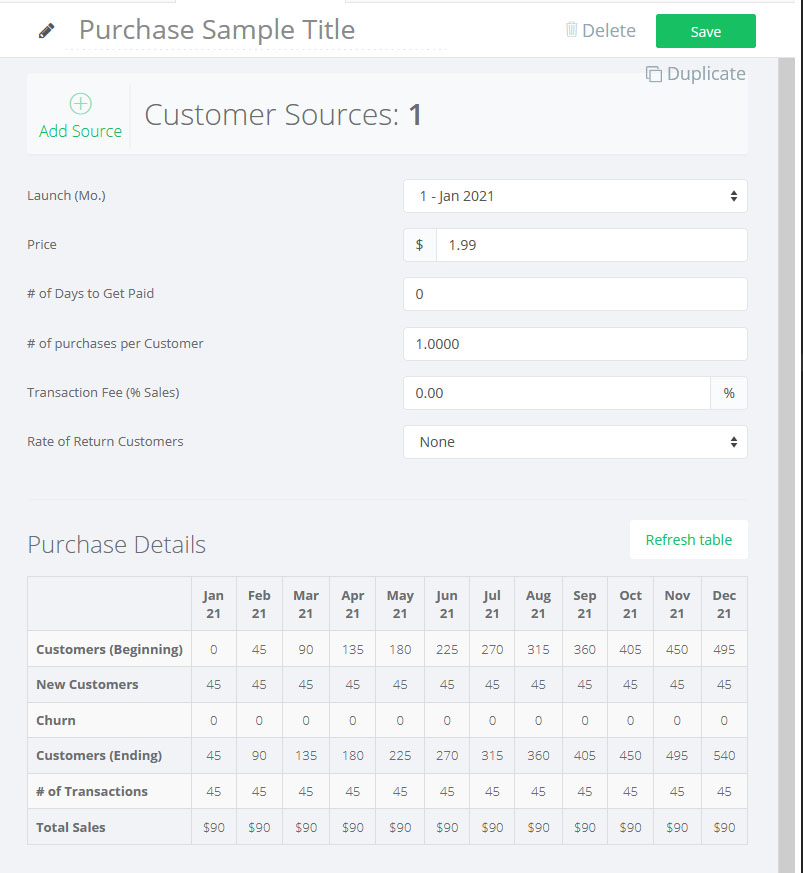 Purchase Sample Title
Delete
Save
Duplicate
Add Source
Customer Sources: 1
Launch (Mo.)
1 - Jan 2021
Price
$ 1.99
# of Days to Get Paid
0
# of purchases per Customer
1.0000
Transaction Fee (% Sales)
0.00 %
Rate of Return Customers
None
Purchase Details
Refresh table
Jan 21 Feb 21 Mar 21 Apr 21 May 21 Jun 21 Jul 21 Aug 21 Sep 21 Oct 21 Nov 21 Dec 21
Customers (Beginning) 0 45 90 135 180 225 270 315 360 405 450 495
New Customers 45 45 45 45 45 45 45 45 45 45 45 45
Churn 0 0 0 0 0 0 0 0 0 0 0 0
Customers (Ending) 45 90 135 180 225 270 315 360 405 450 495 540
# of Transactions 45 45 45 45 45 45 45 45 45 45 45 45
Total Sales $90 $90 $90 $90 $90 $90 $90 $90 $90 $90 $90 $90